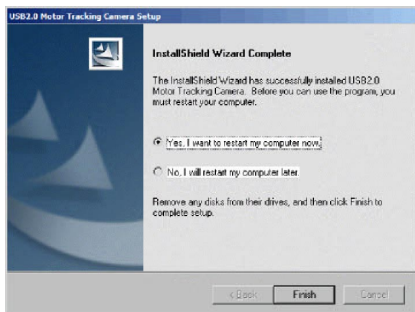 USB2.0 Motor Tracking Camera Setup
InstallShield Wizard Complete
The InstallShield Wizard has successfully installed USB2.0
Motor Tracking Camera. Before you can use the program, you
must restart your computer.
Yes, I want to restart my computer now.
No, I will restart my computer later.
Remove any disks from their drives, and then click Finish to
complete setup.
< Back Finish Cancel